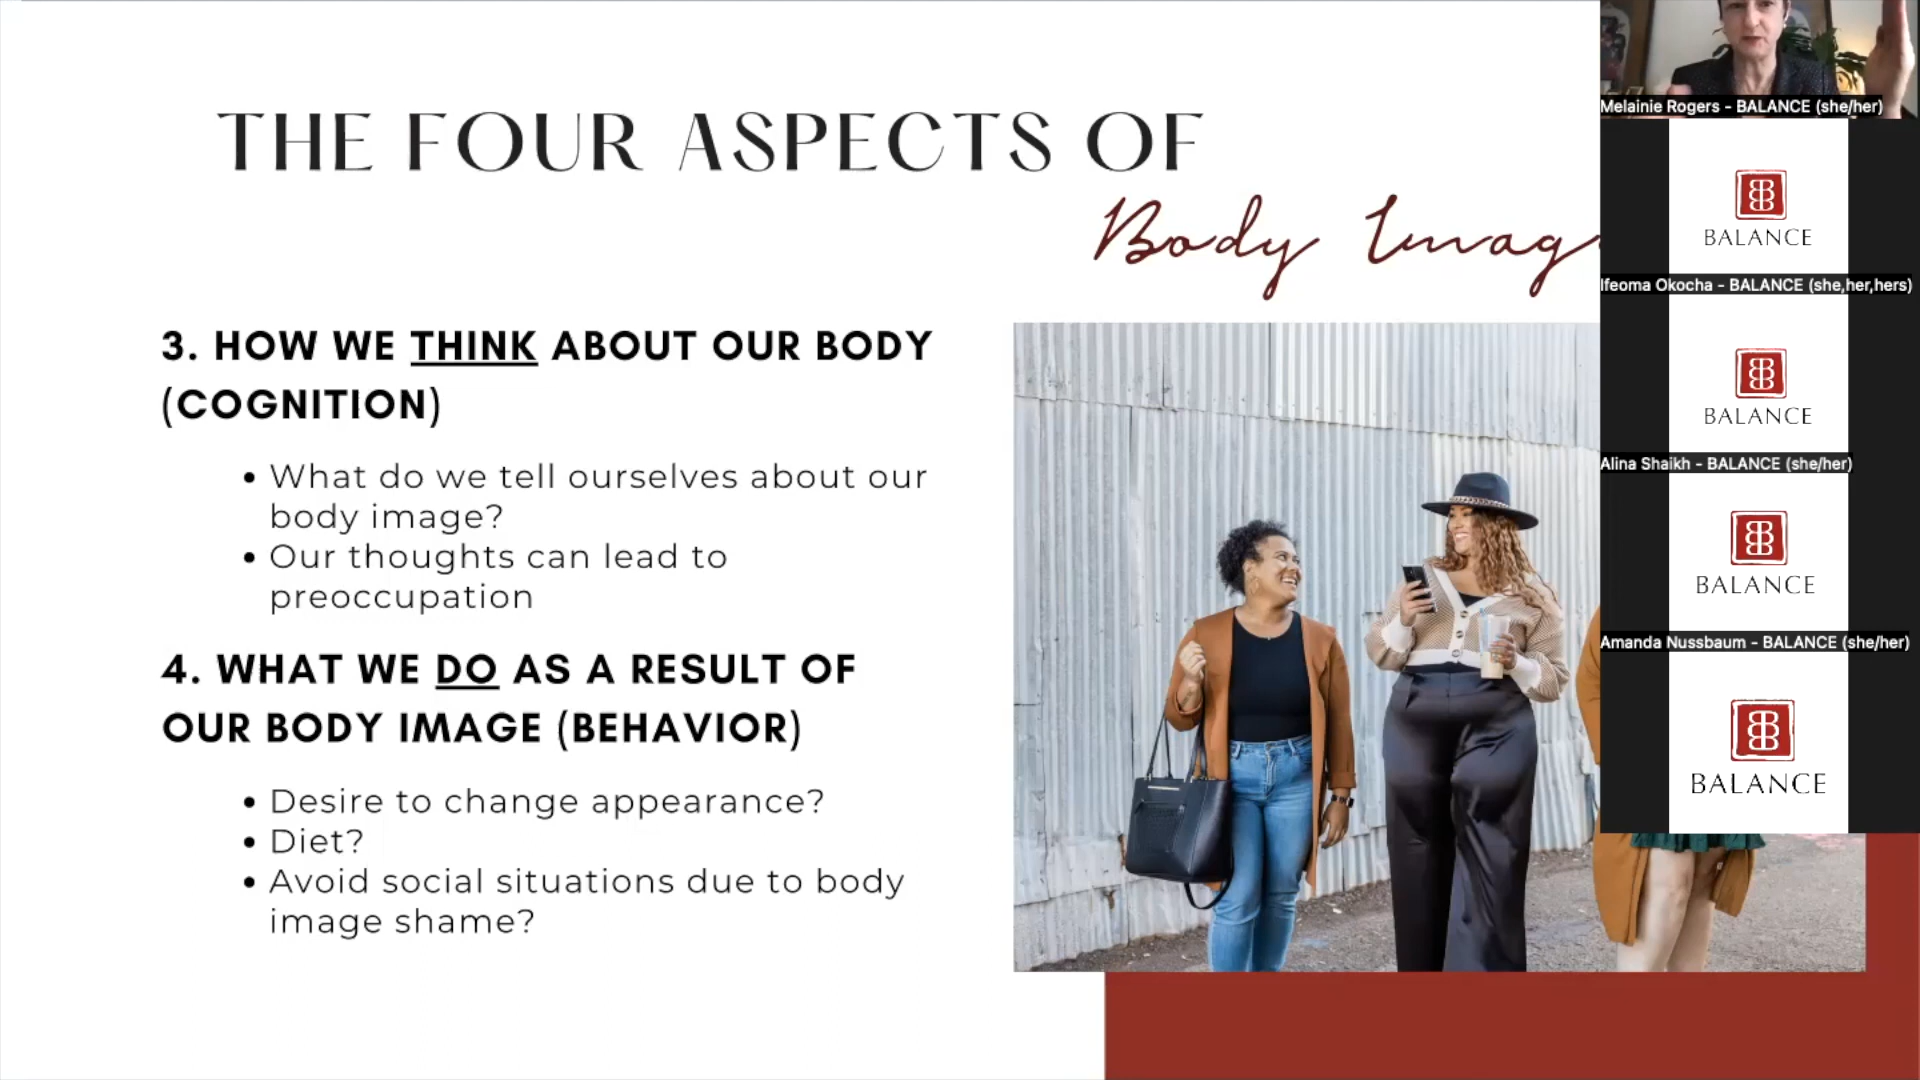 THE FOUR ASPECTS OF
Body Imag
3. HOW WE THINK ABOUT OUR BODY
(COGNITION)
• What do we tell ourselves about our
body image?
• Our thoughts can lead to
preoccupation
4. WHAT WE DO AS A RESULT OF
OUR BODY IMAGE (BEHAVIOR)
• Desire to change appearance?
• Diet?
• Avoid social situations due to body
image shame?
Melainie Rogers - BALANCE (she/her)
BALANCE
Ifeoma Okocha - BALANCE (she,her,hers)
BALANCE
Alina Shaikh - BALANCE (she/her)
BALANCE
Amanda Nussbaum - BALANCE (she/her)
BALANCE